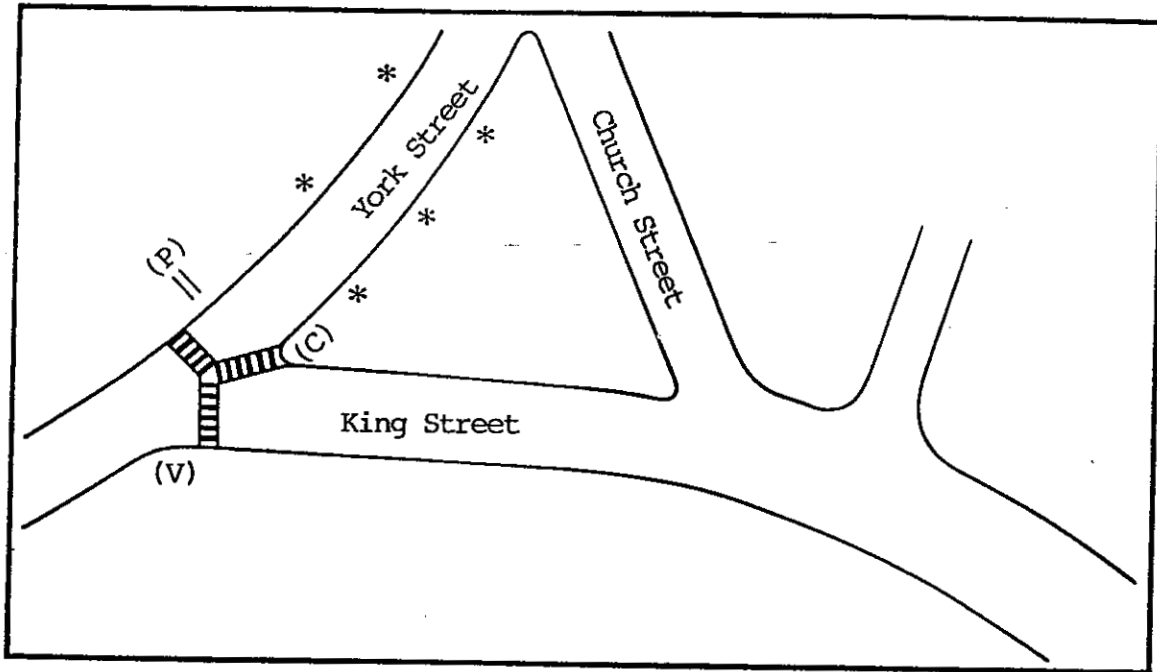 York Street
Church Street
(P)
(C)
King Street
(V)